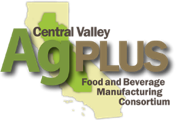 Central Valley
AgPLUS
Food and Beverage
Manufacturing
Consortium